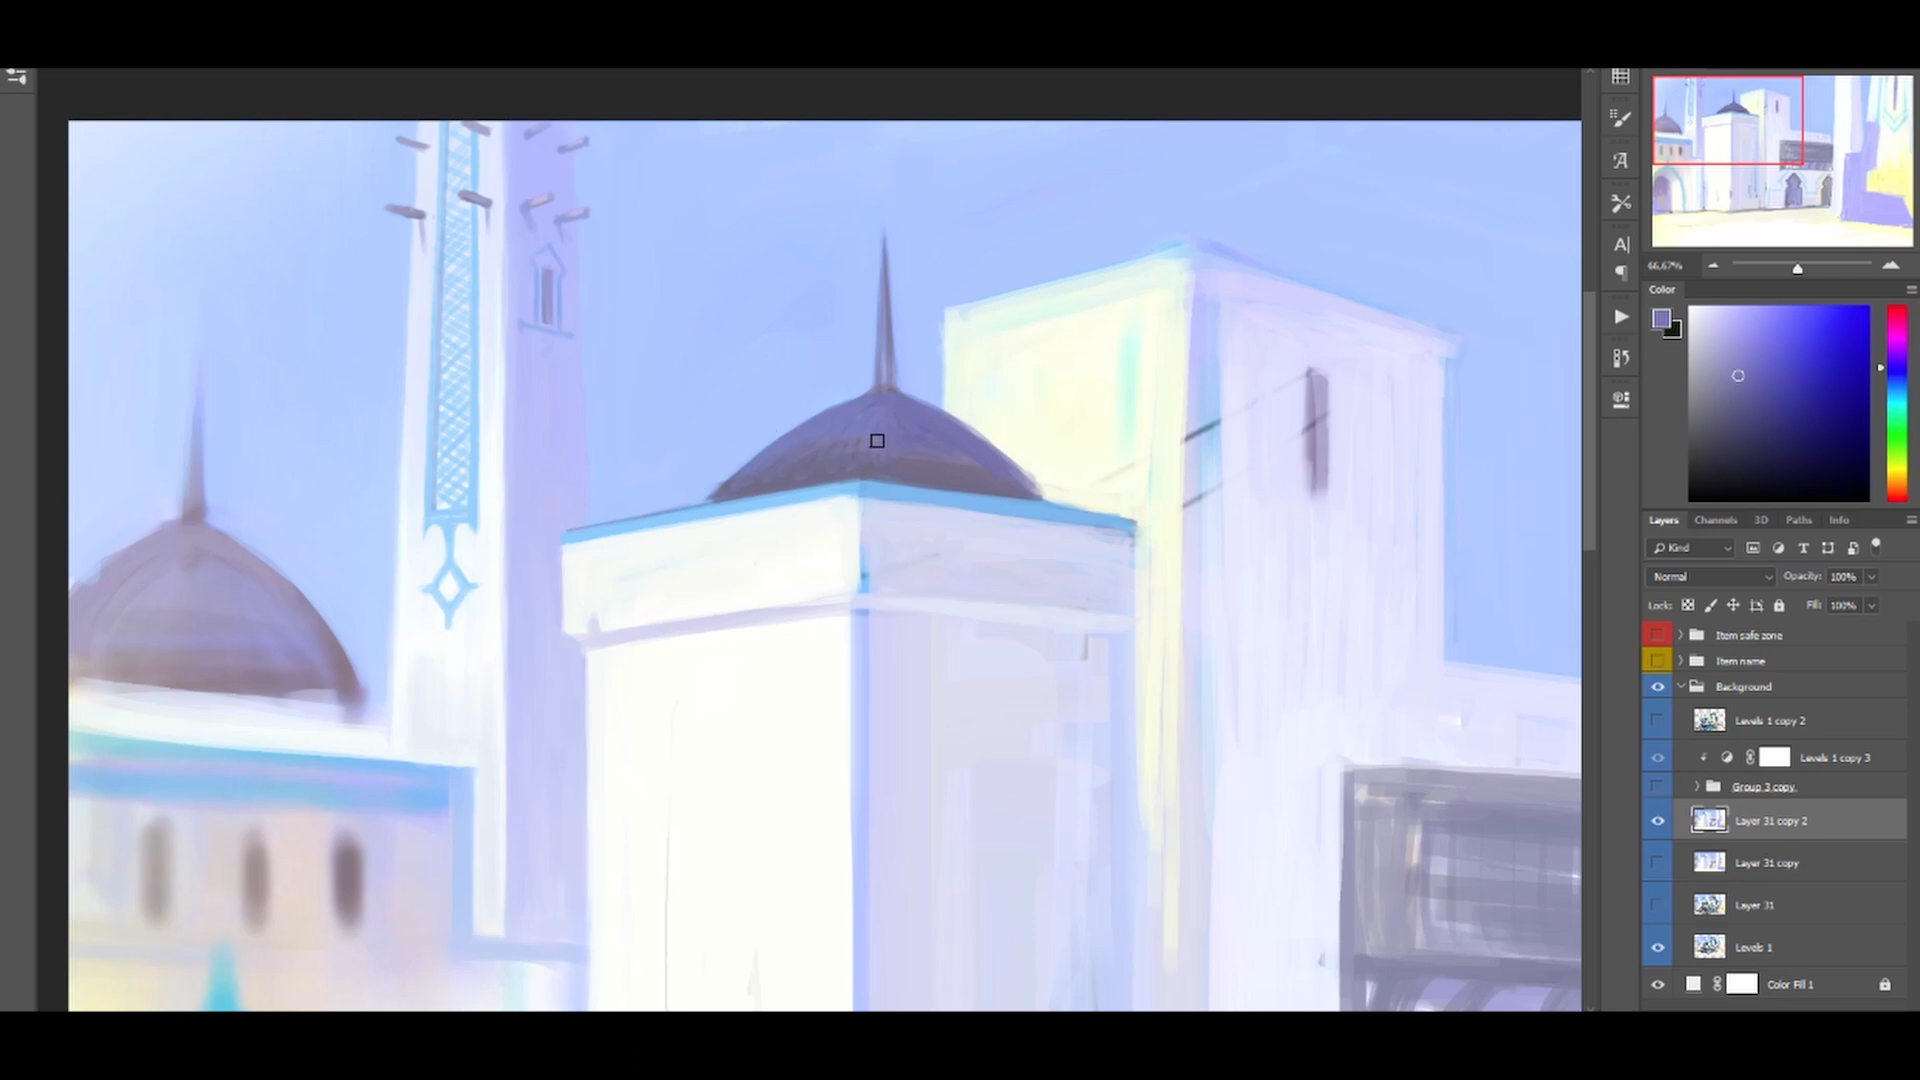 66,67%
Color
Layers Channels 3D Paths Info
Kind
Normal Opacity: 100%
Lock: Fill: 100%
Item safe zone
Item name
Background
Levels 1 copy 2
Levels 1 copy 3
Group 3 copy
Layer 31 copy 2
Layer 31 copy
Layer 31
Levels 1
Color Fill 1